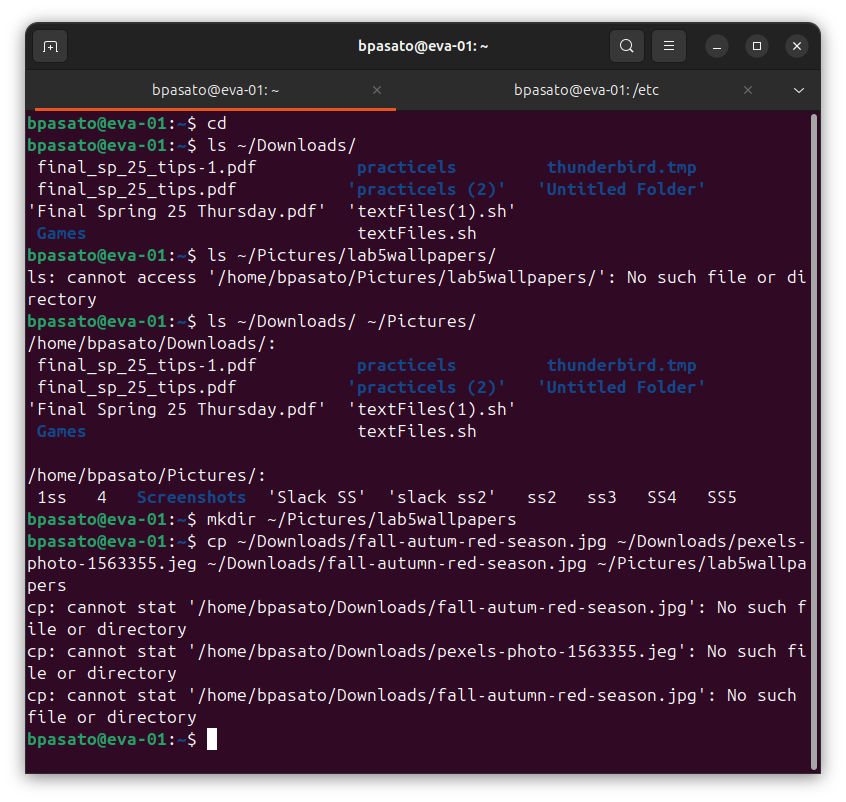 bpasato@eva-01: ~
bpasato@eva-01: ~ bpasato@eva-01: /etc
bpasato@eva-01:~$ cd
bpasato@eva-01:~$ ls ~/Downloads/
final_sp_25_tips-1.pdf practicels thunderbird.tmp
final_sp_25_tips.pdf 'practicels (2)' 'Untitled Folder'
'Final Spring 25 Thursday.pdf' 'textFiles(1).sh'
Games textFiles.sh
bpasato@eva-01:~$ ls ~/Pictures/lab5wallpapers/
ls: cannot access '/home/bpasato/Pictures/lab5wallpapers/': No such file or di
rectory
bpasato@eva-01:~$ ls ~/Downloads/ ~/Pictures/
/home/bpasato/Downloads/:
final_sp_25_tips-1.pdf practicels thunderbird.tmp
final_sp_25_tips.pdf 'practicels (2)' 'Untitled Folder'
'Final Spring 25 Thursday.pdf' 'textFiles(1).sh'
Games textFiles.sh
/home/bpasato/Pictures/:
1ss 4 Screenshots 'Slack SS' 'slack ss2' ss2 ss3 SS4 SS5
bpasato@eva-01:~$ mkdir ~/Pictures/lab5wallpapers
bpasato@eva-01:~$ cp ~/Downloads/fall-autum-red-season.jpg ~/Downloads/pexels-
photo-1563355.jeg ~/Downloads/fall-autumn-red-season.jpg ~/Pictures/lab5wallpa
pers
cp: cannot stat '/home/bpasato/Downloads/fall-autum-red-season.jpg': No such f
ile or directory
cp: cannot stat '/home/bpasato/Downloads/pexels-photo-1563355.jeg': No such fi
le or directory
cp: cannot stat '/home/bpasato/Downloads/fall-autumn-red-season.jpg': No such
file or directory
bpasato@eva-01:~$